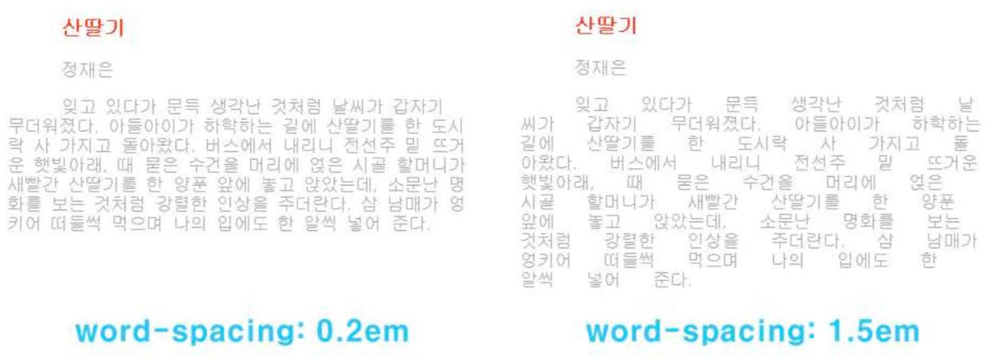 산딸기
정재은
잊고 있다가 문득 생각난 것처럼 날씨가 갑자기
무더워졌다. 아들아이가 하학하는 길에 산딸기를 한 도시
락 사 가지고 돌아왔다. 버스에서 내리니 전선주 밑 뜨거
운 햇빛아래, 때 묻은 수건을 머리에 얹은 시골 할머니가
새빨간 산딸기를 한 양푼 앞에 놓고 앉았는데, 소문난 명
화를 보는 것처럼 강렬한 인상을 주더란다. 삼 남매가 엉
키어 떠들썩 먹으며 나의 입에도 한 알씩 넣어 준다.
word-spacing: 0.2em
산딸기
정재은
잊고 있다가 문득 생각난 것처럼 날
씨가 갑자기 무더워졌다. 아들아이가 하학하는
길에 산딸기를 한 도시락 사 가지고 돌
아왔다. 버스에서 내리니 전선주 밑 뜨거운
햇빛아래, 때 묻은 수건을 머리에 얹은
시골 할머니가 새빨간 산딸기를 한 양푼
앞에 놓고 앉았는데, 소문난 명화를 보는
것처럼 강렬한 인상을 주더란다. 삼 남매가
엉키어 떠들썩 먹으며 나의 입에도 한
알씩 넣어 준다.
word-spacing: 1.5em